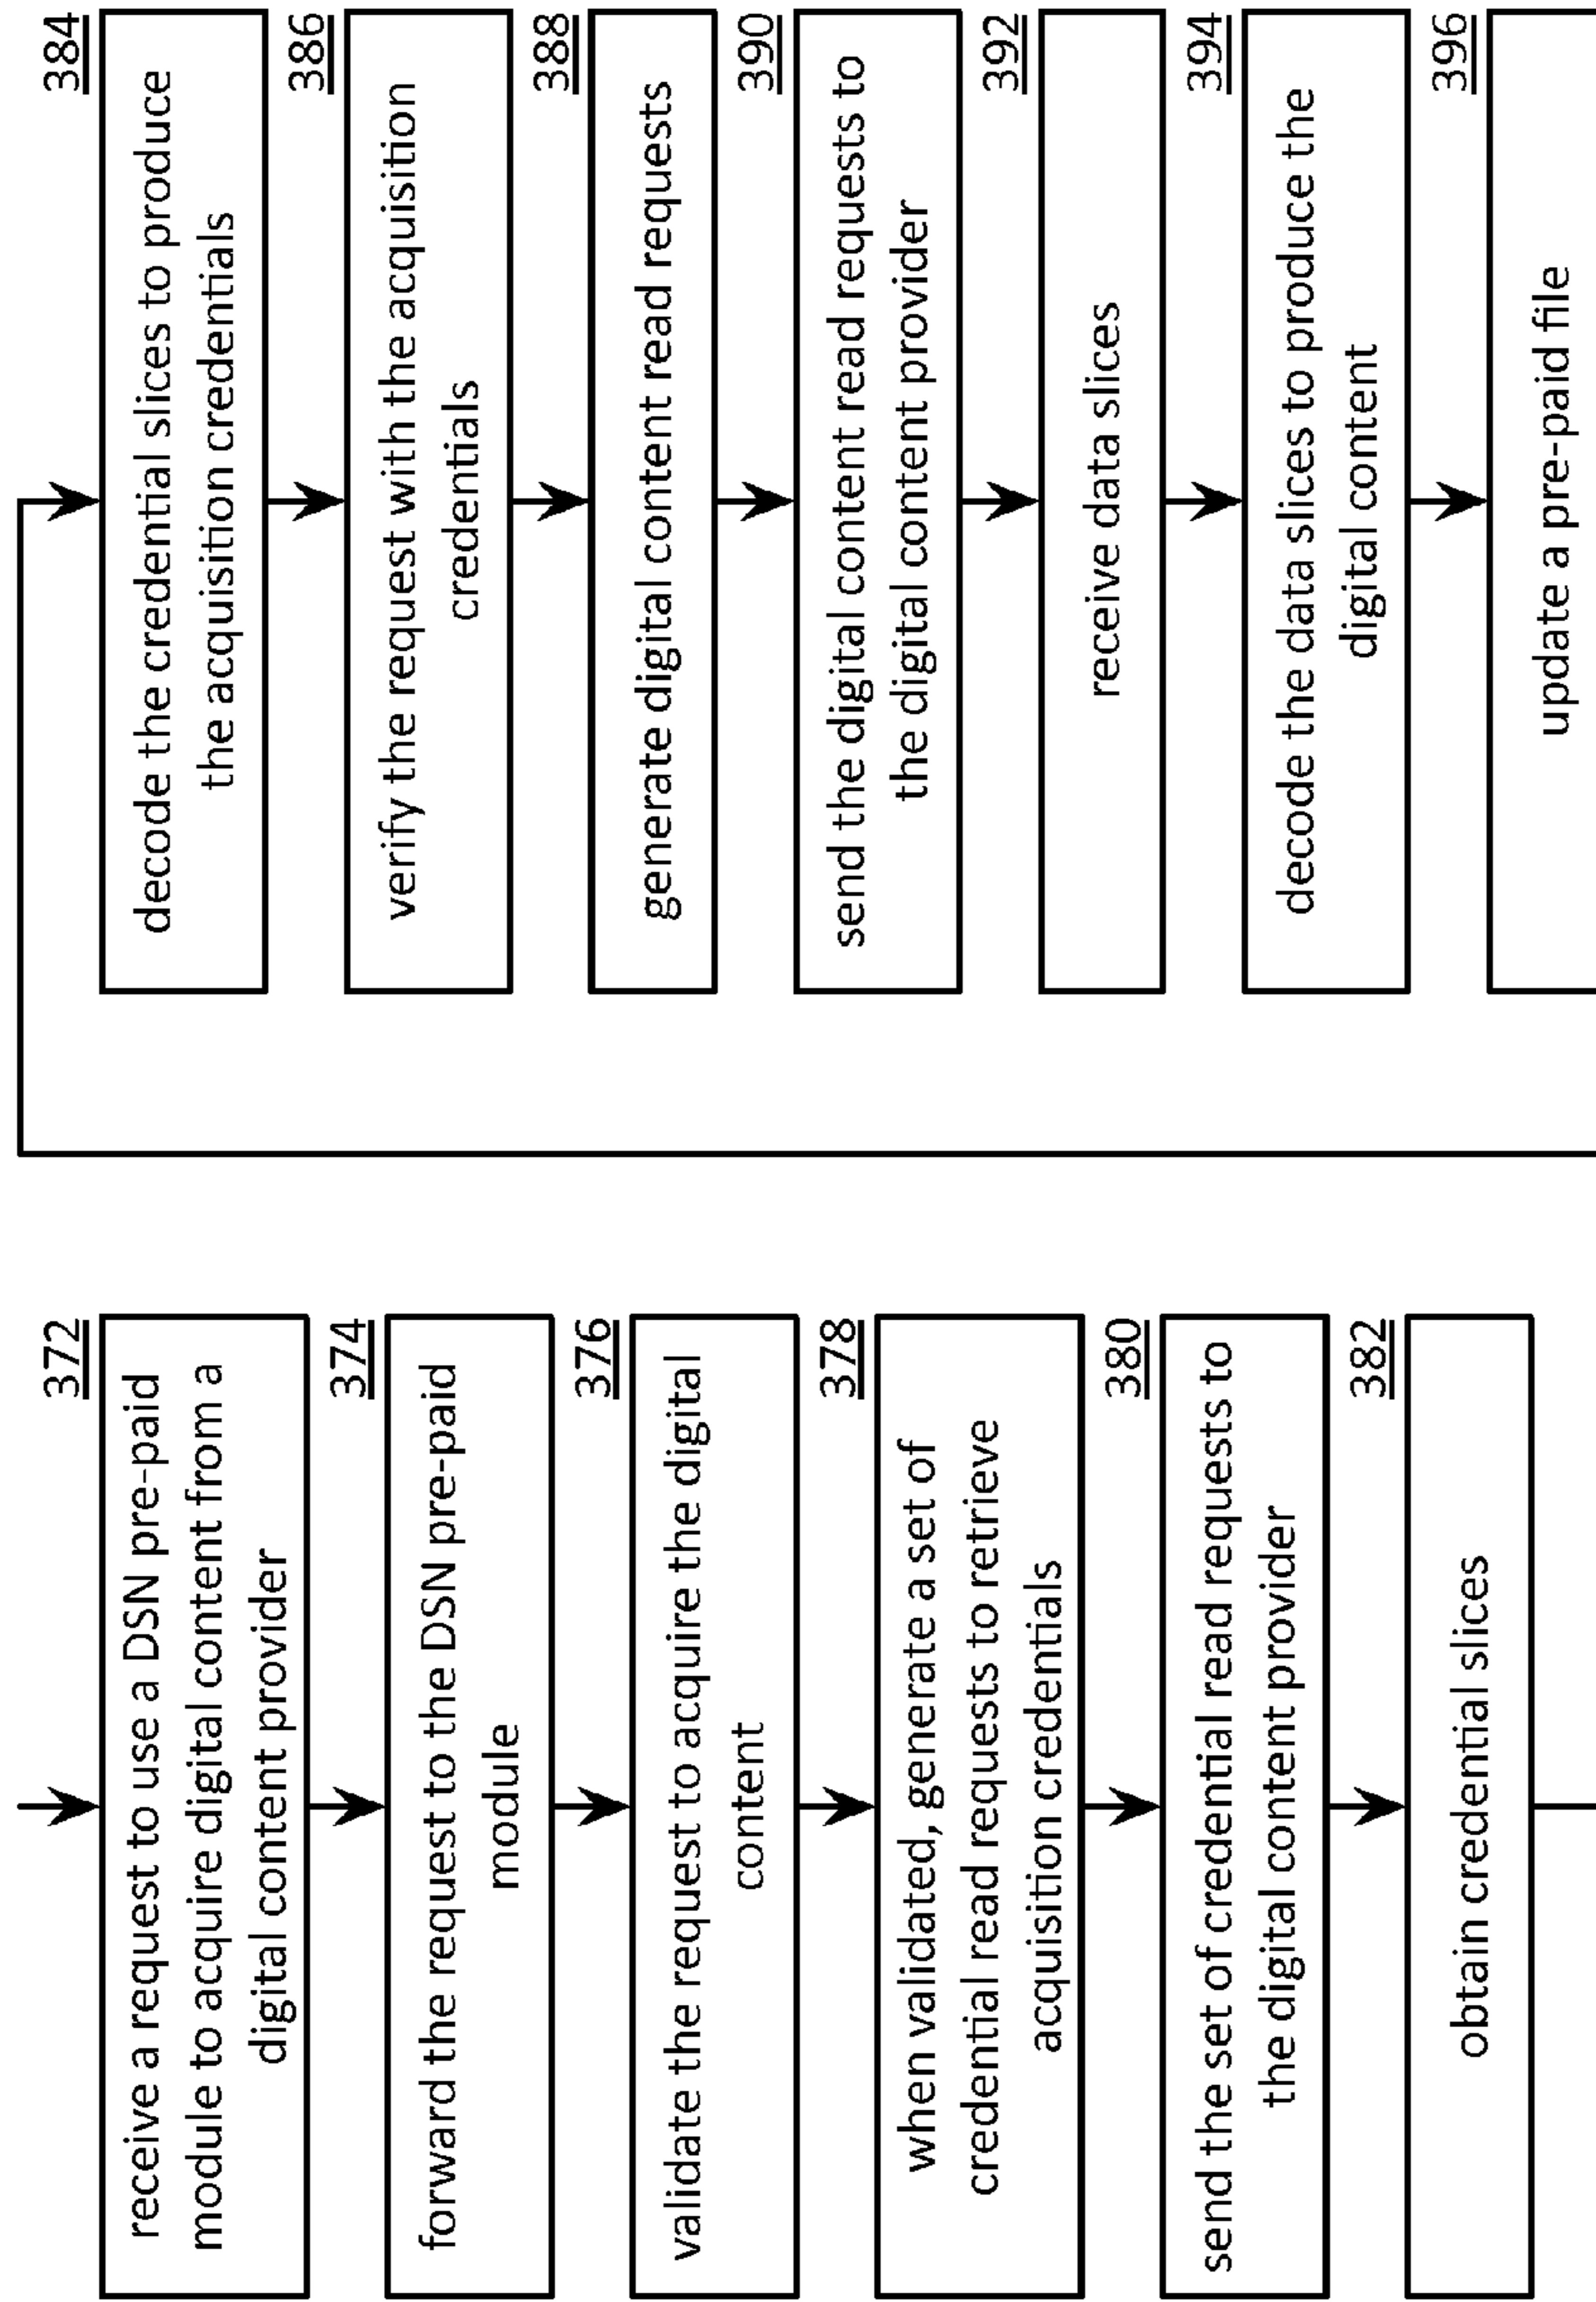 372
receive a request to use a DSN pre-paid
module to acquire digital content from a
digital content provider
374
forward the request to the DSN pre-paid
module
376
validate the request to acquire the digital
content
378
when validated, generate a set of
credential read requests to retrieve
acquisition credentials
380
send the set of credential read requests to
the digital content provider
382
obtain credential slices
384
decode the credential slices to produce
the acquisition credentials
386
verify the request with the acquisition
credentials
388
generate digital content read requests
390
send the digital content read requests to
the digital content provider
392
receive data slices
394
decode the data slices to produce the
digital content
396
update a pre-paid file